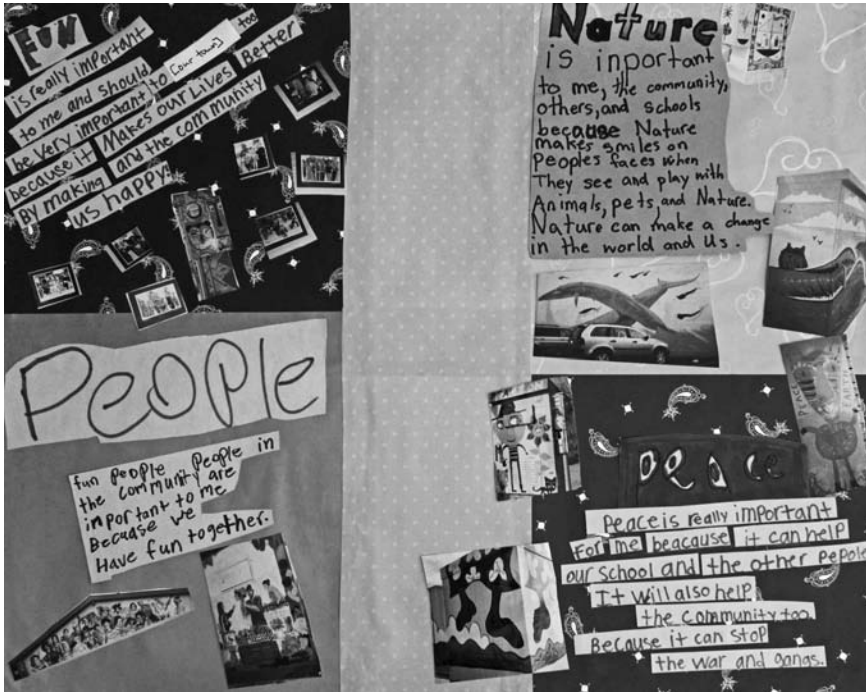 FUN
is really important too
to me and should
be very important to [our town]
because it Makes our Lives Better
By making and the community
us happy!
Nature
is inportant
to me, the community,
others, and schools
because Nature
makes smiles on
peoples faces when
They see and play with
Animals, pets, and Nature.
Nature can make a change
in the world and Us.
PeOPle
fun People People in
the community are
important to me
Because we
Have fun together.
PEACE
peace
Peace is really important
For me beacause it can help
our school and the other pepole
It will also help
the community too.
Because it can stop
the war and gangs.